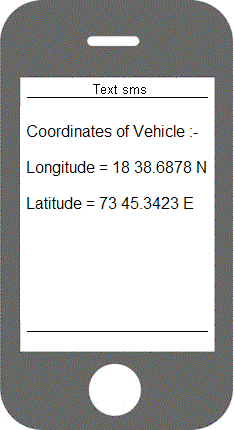 Text sms
Coordinates of Vehicle :-
Longitude = 18 38.6878 N
Latitude = 73 45.3423 E